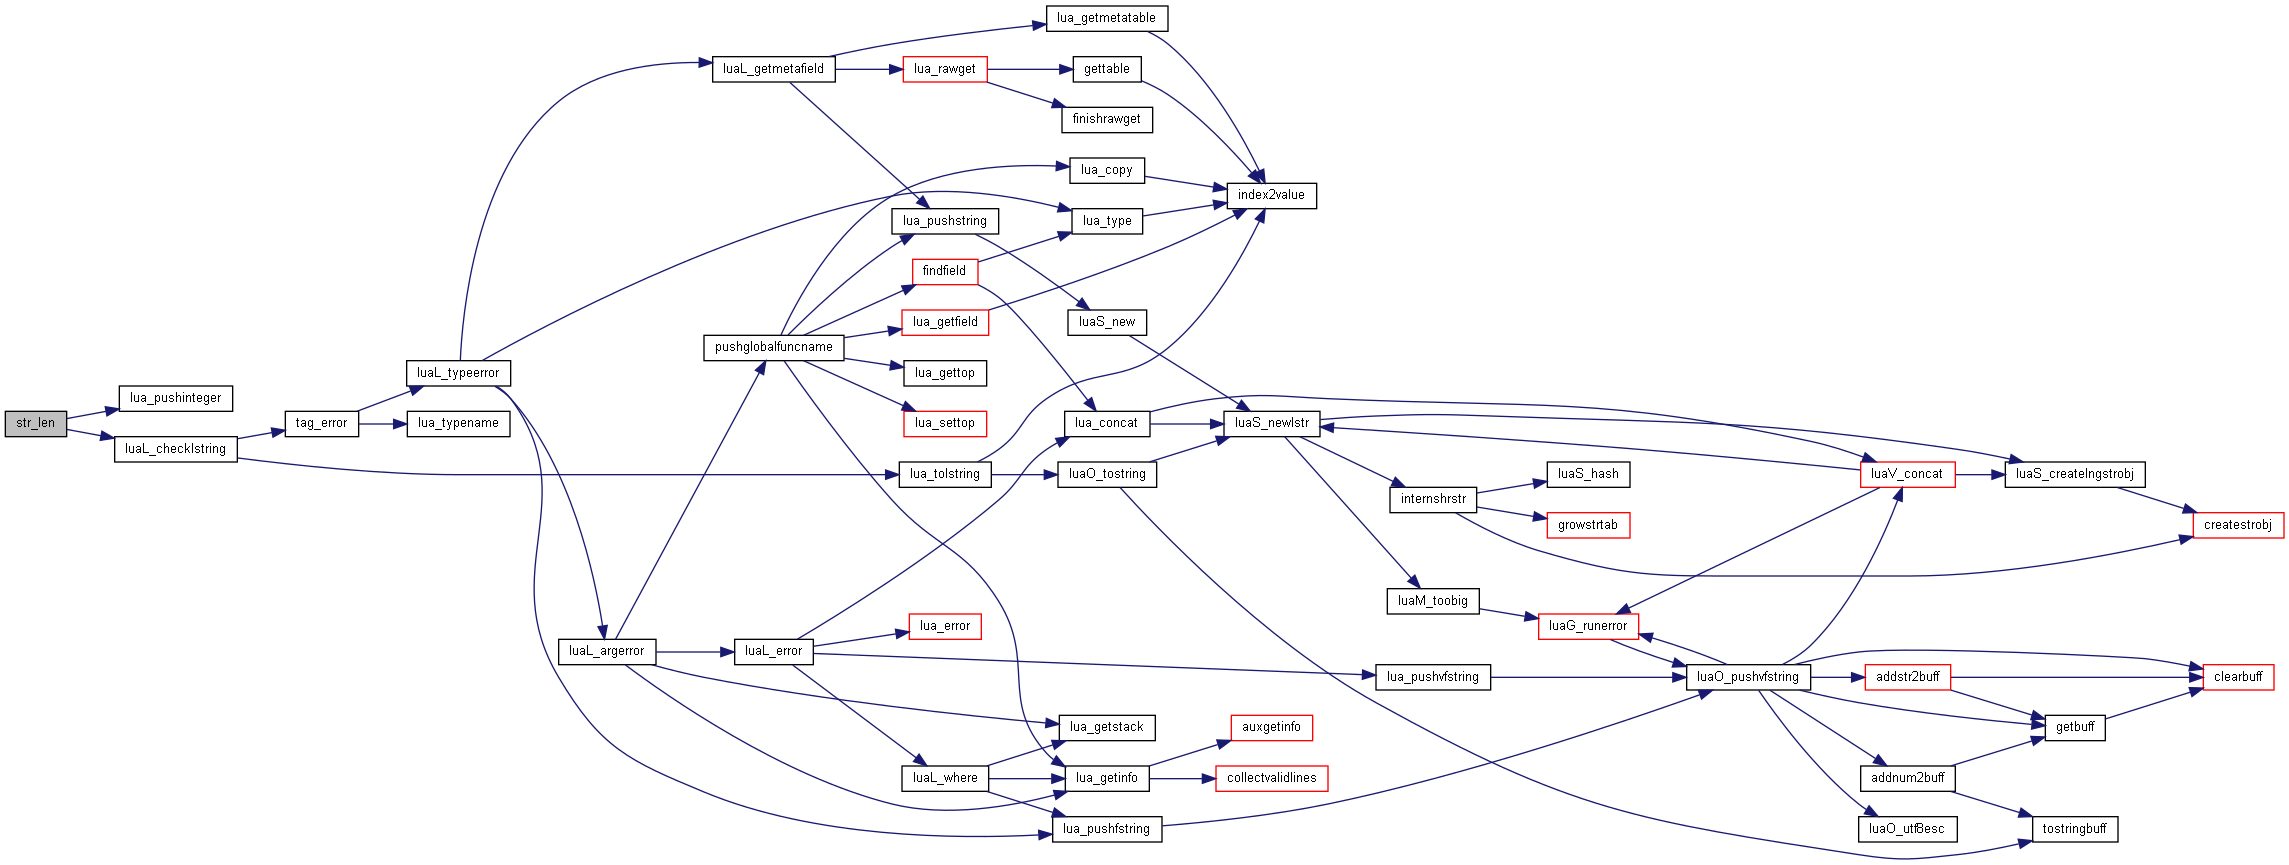 lua_getmetatable
luaL_getmetafield
lua_rawget
gettable
finishrawget
lua_copy
index2value
lua_pushstring
lua_type
findfield
lua_getfield
luaS_new
pushglobalfuncname
lua_gettop
luaL_typeerror
lua_pushinteger
str_len
tag_error
lua_typename
lua_settop
lua_concat
luaS_newlstr
luaL_checklstring
lua_tolstring
luaO_tostring
luaS_hash
luaV_concat
luaS_createlngstrobj
internshrstr
growstrtab
createstrobj
luaM_toobig
lua_error
luaG_runerror
luaL_argerror
luaL_error
lua_pushvfstring
luaO_pushvfstring
addstr2buff
clearbuff
lua_getstack
auxgetinfo
getbuff
luaL_where
lua_getinfo
collectvalidlines
addnum2buff
lua_pushfstring
luaO_utf8esc
tostringbuff